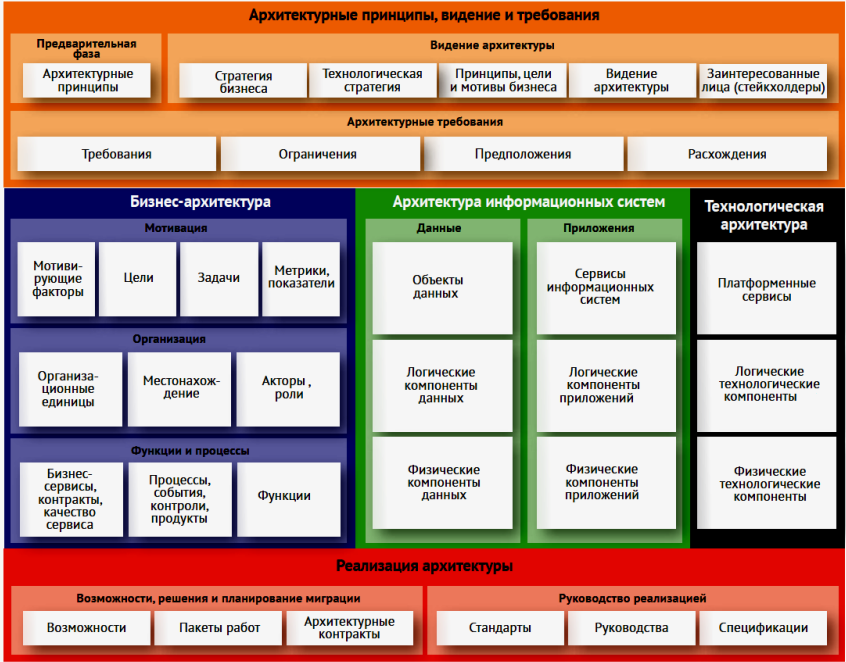 Архитектурные принципы, видение и требования
Предварительная
фаза
Архитектурные
принципы
Видение архитектуры
Стратегия
бизнеса
Технологическая
стратегия
Принципы, цели
и мотивы бизнеса
Видение
архитектуры
Заинтересованные
лица (стейкхолдеры)
Архитектурные требования
Требования
Ограничения
Предположения
Расхождения
Бизнес-архитектура
Мотивация
Мотиви-
рующие
факторы
Цели
Задачи
Метрики,
показатели
Организация
Организа-
ционные
единицы
Местонахож-
дение
Акторы ,
роли
Функции и процессы
Бизнес-
сервисы,
контракты,
качество
сервиса
Процессы,
события,
контроли,
продукты
Функции
Архитектура информационных систем
Данные
Объекты
данных
Логические
компоненты
данных
Физические
компоненты
данных
Приложения
Сервисы
информационных
систем
Логические
компоненты
приложений
Физические
компоненты
приложений
Технологическая
архитектура
Платформенные
сервисы
Логические
технологические
компоненты
Физические
технологические
компоненты
Реализация архитектуры
Возможности, решения и планирование миграции
Возможности
Пакеты работ
Архитектурные
контракты
Руководство реализацией
Стандарты
Руководства
Спецификации